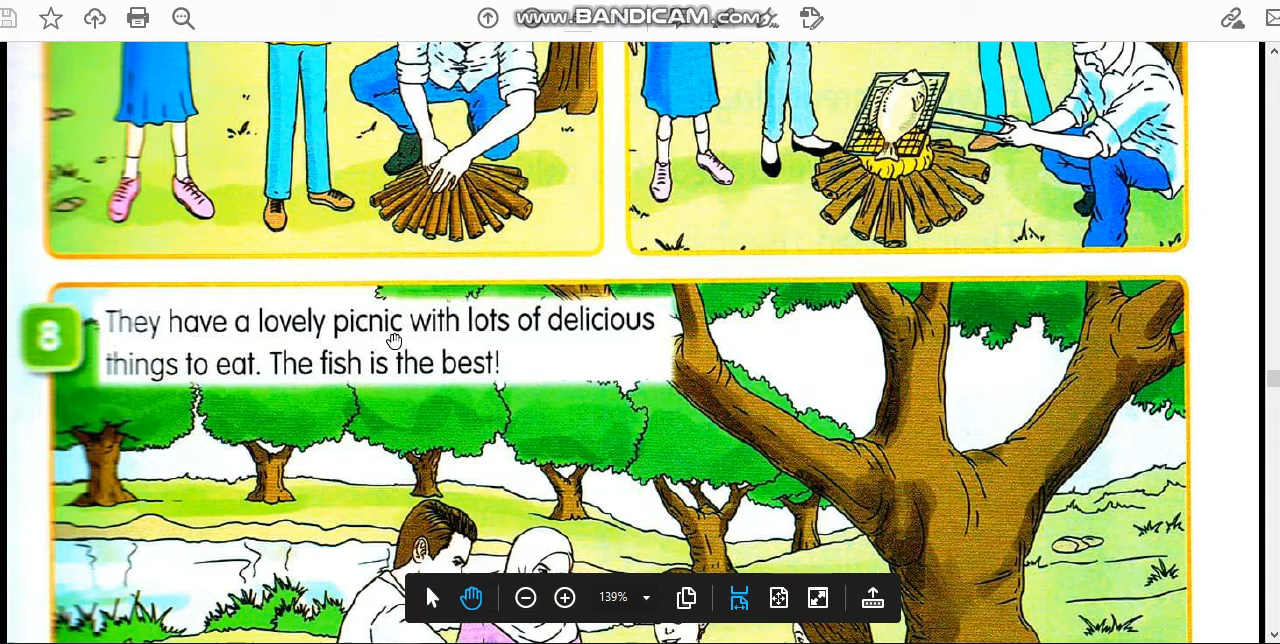 www.BANDICAM.com
8
They have a lovely picnic with lots of delicious
things to eat. The fish is the best!
139%